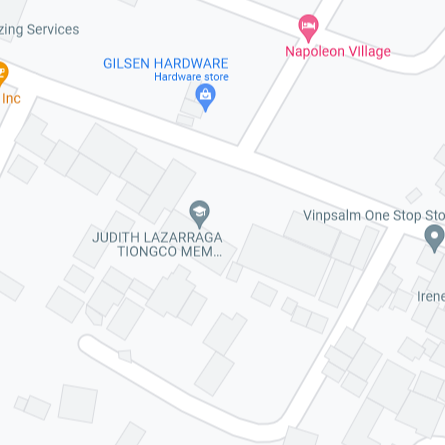 zing Services
Napoleon VIllage
GILSEN HARDWARE
Hardware store
Inc
JUDITH LAZARRAGA
TIONGCO MEM...
Vinpsalm One Stop Sto
Irene